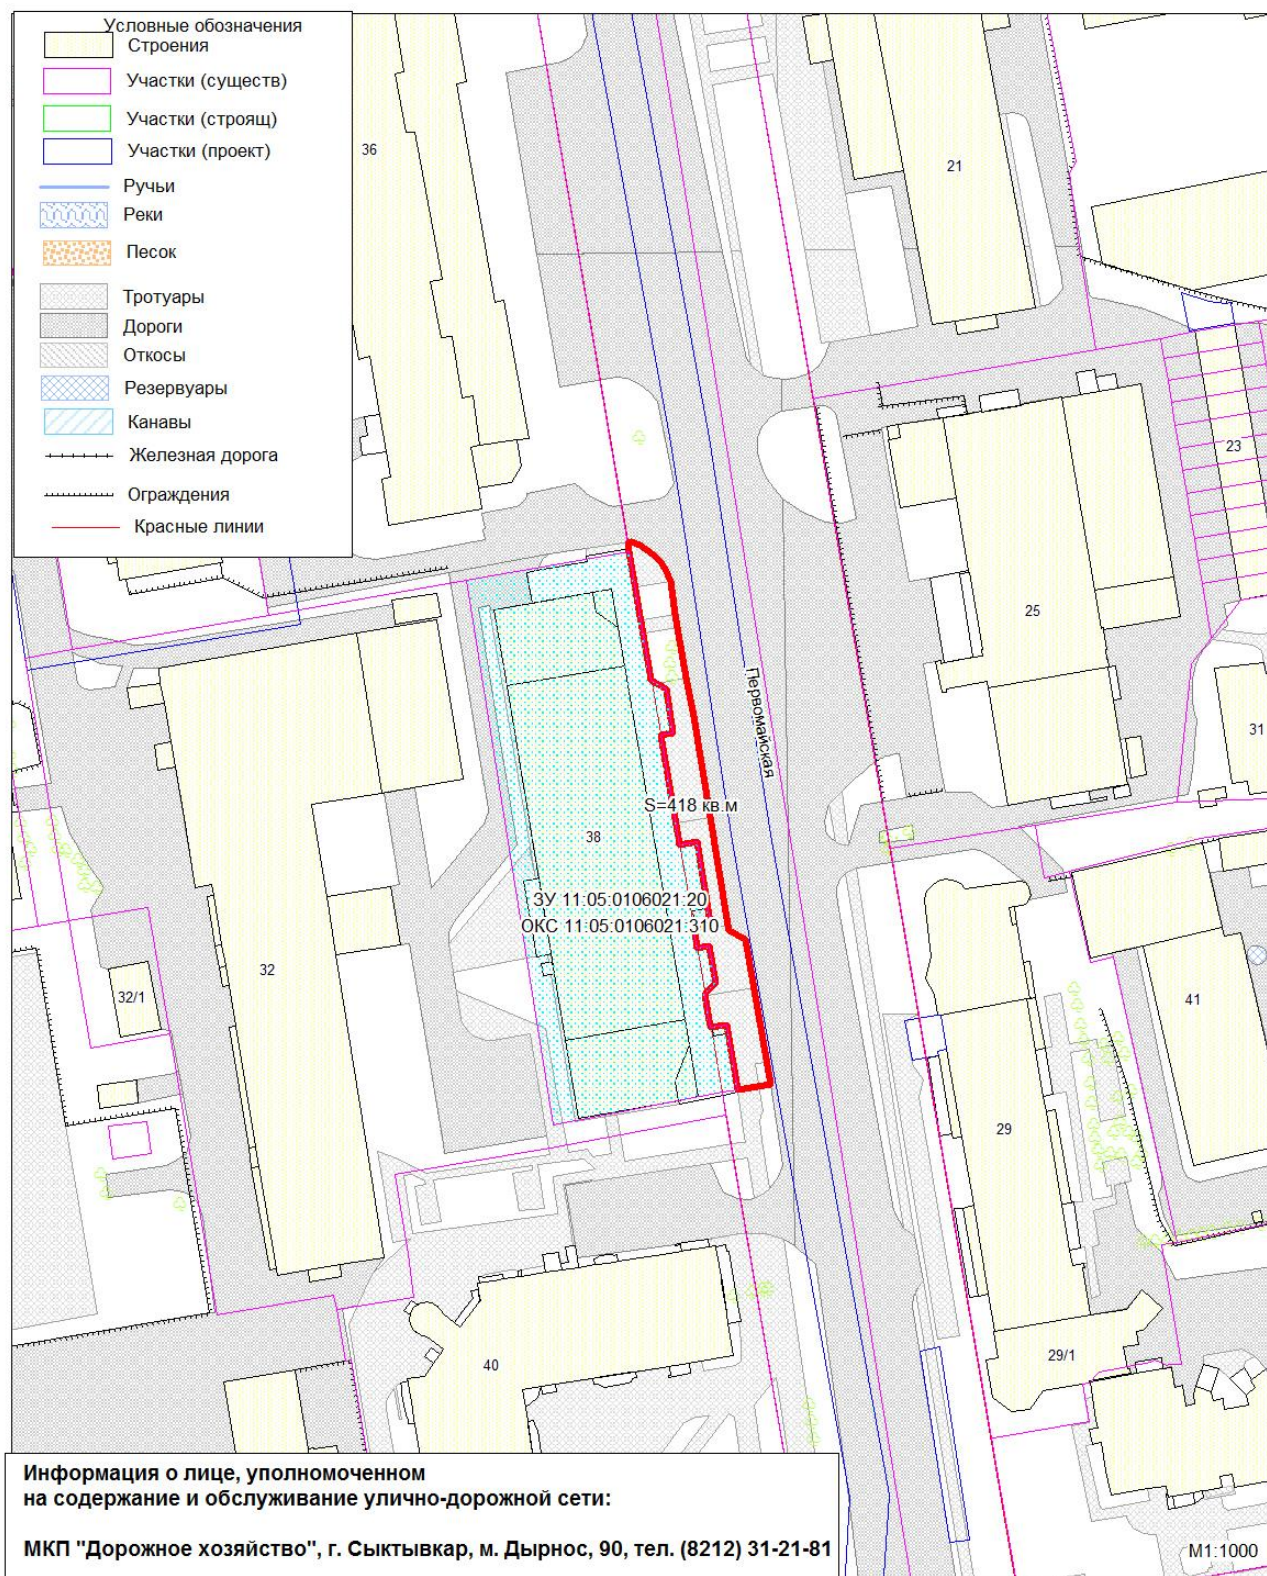 Условные обозначения
Строения
Участки (существ)
Участки (строящ)
Участки (проект)
Ручьи
Реки
Песок
Тротуары
Дороги
Откосы
Резервуары
Канавы
Железная дорога
Ограждения
Красные линии
36
21
23
25
31
Первомайская
S=418 кв.м
38
ЗУ 11:05:0106021:20
ОКС 11:05:0106021:310
32
32/1
41
29
29/1
40
Информация о лице, уполномоченном
на содержание и обслуживание улично-дорожной сети:
МКП "Дорожное хозяйство", г. Сыктывкар, м. Дырнос, 90, тел. (8212) 31-21-81
М1:1000